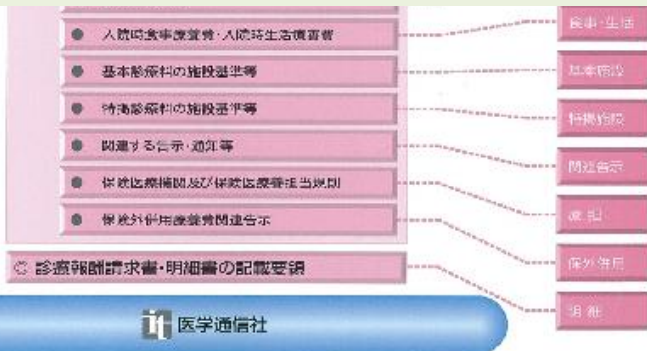 ● 入院時食事療養費・入院時生活療養費
食事・生活
● 基本診療料の施設基準等
基本施設
● 特掲診療料の施設基準等
特掲施設
● 関連する告示・通知等
関連告示
● 保険医療機関及び保険医療養担当規則
療担
● 保険外併用療養費関連告示
保外併用
◎ 診療報酬請求書・明細書の記載要領
明細
医学通信社